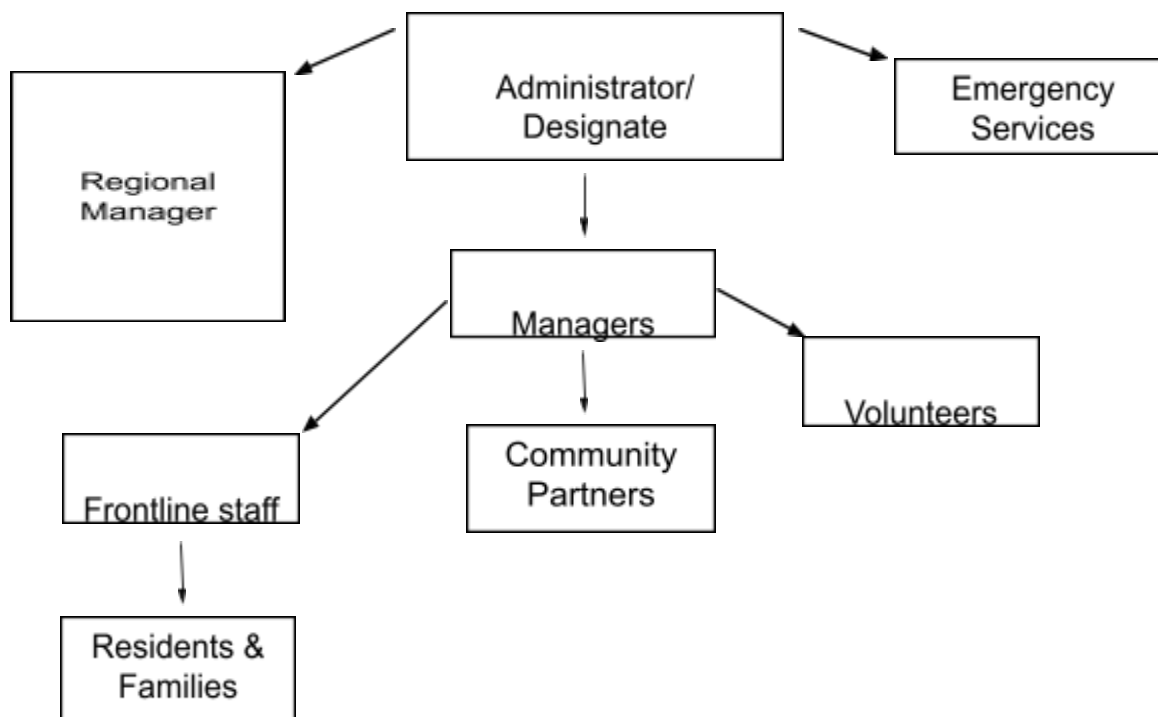 Administrator/
Designate
Emergency
Services
Regional
Manager
Managers
Volunteers
Community
Partners
Frontline staff
Residents &
Families